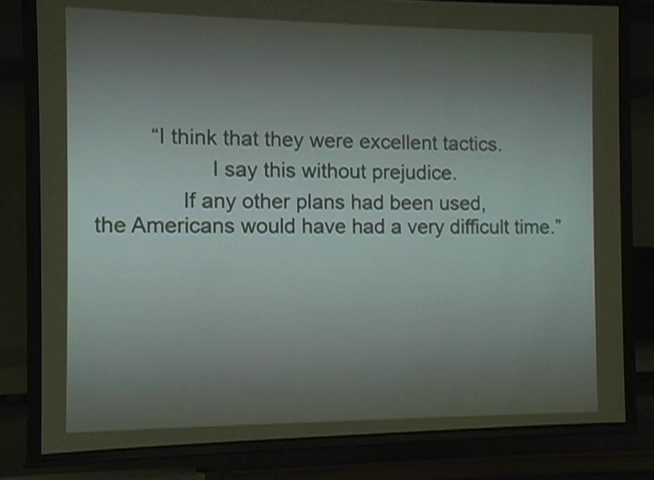 “I think that they were excellent tactics.
I say this without prejudice.
If any other plans had been used,
the Americans would have had a very difficult time.”